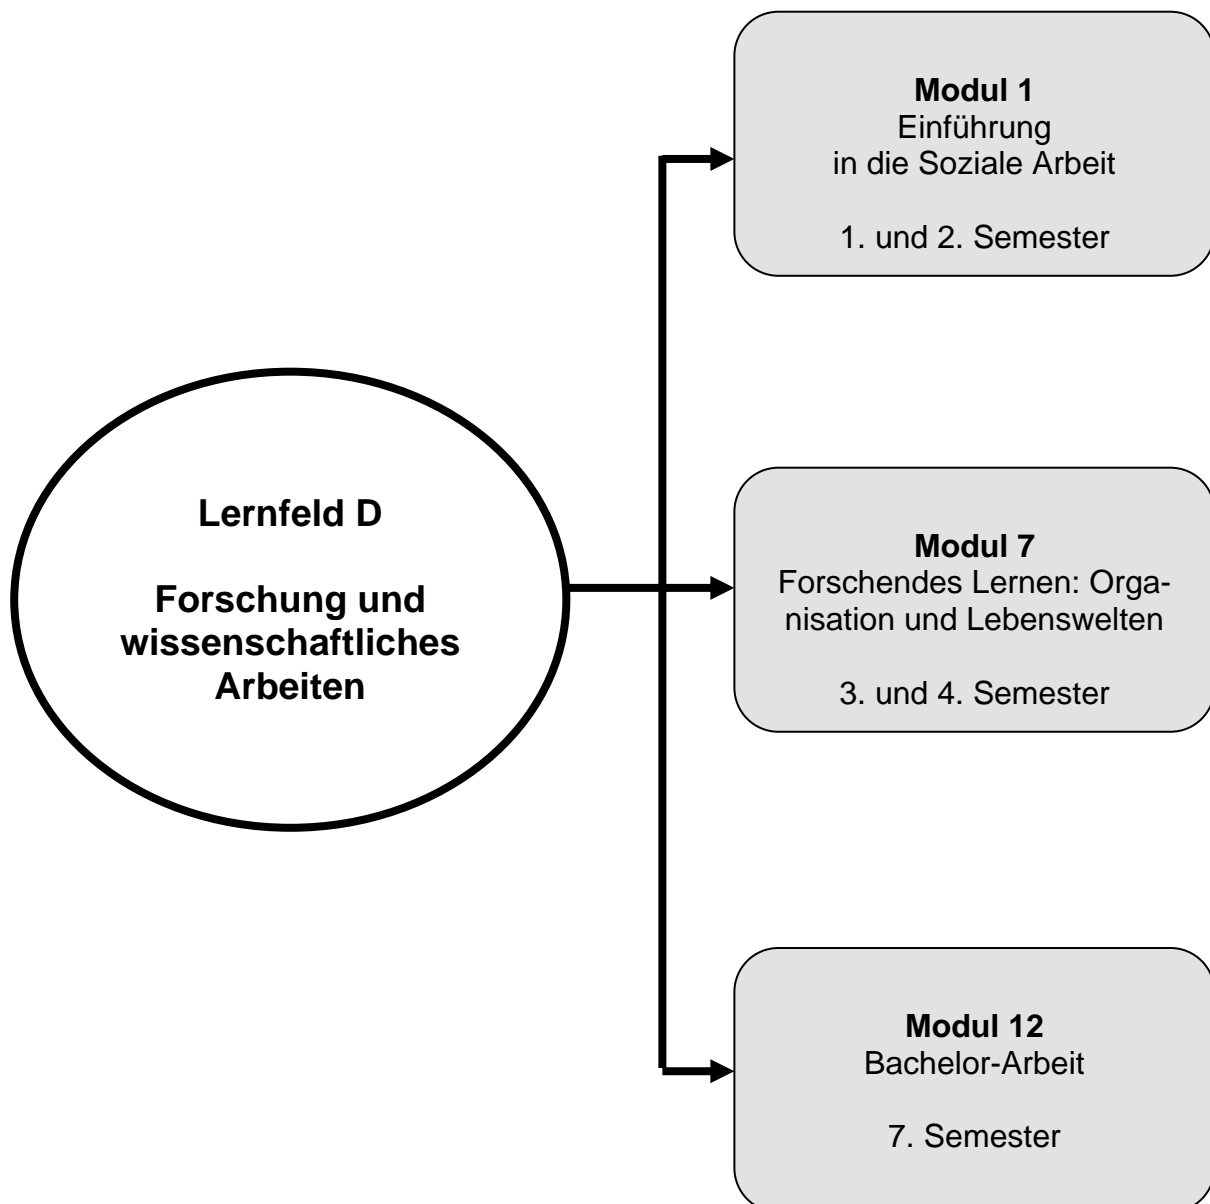 Modul 1
Einführung
in die Soziale Arbeit
1. und 2. Semester
Lernfeld D
Forschung und
wissenschaftliches
Arbeiten
Modul 7
Forschendes Lernen: Orga-
nisation und Lebenswelten
3. und 4. Semester
Modul 12
Bachelor-Arbeit
7. Semester